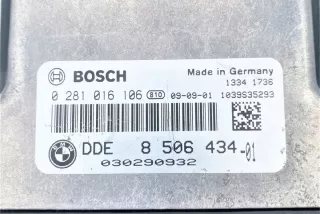 BOSCH
Made in Germany
1334 1736
0 281 016 106 810 09-09-01 1039S35293
BMW
DDE 8 506 434-01
030290932